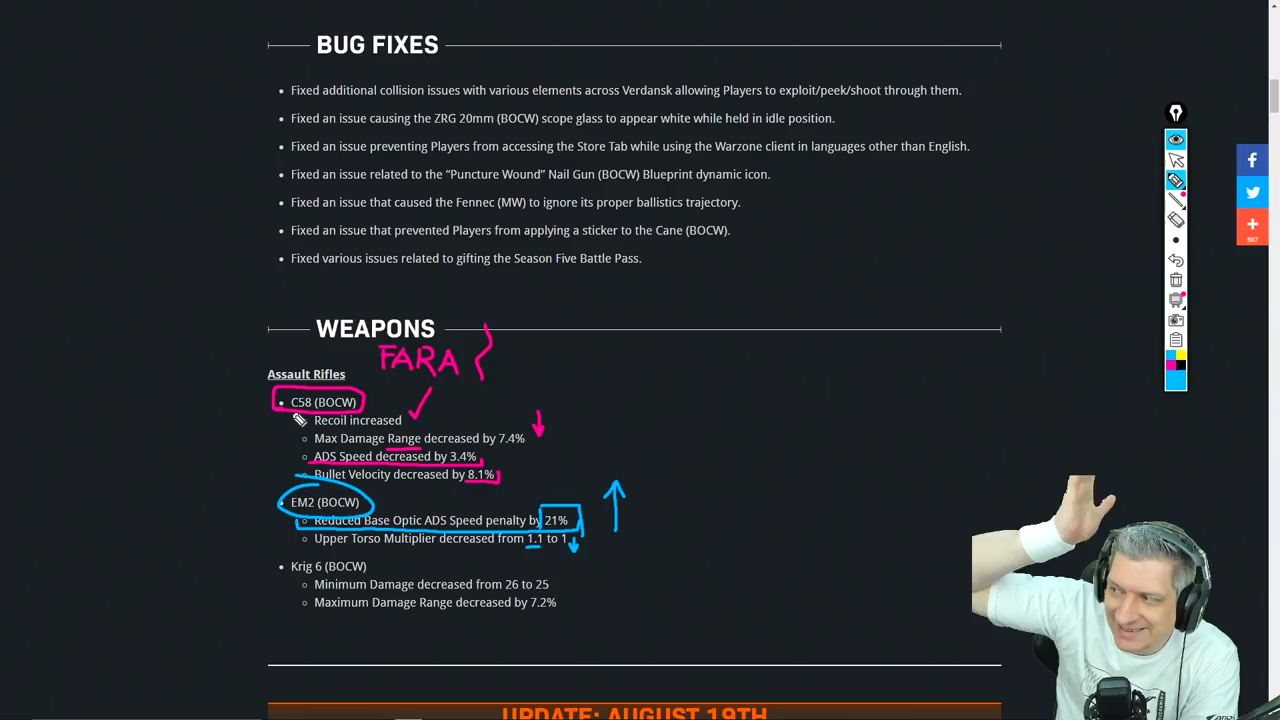 BUG FIXES
Fixed additional collision issues with various elements across Verdansk allowing Players to exploit/peek/shoot through them.
Fixed an issue causing the ZRG 20mm (BOCW) scope glass to appear white while held in idle position.
Fixed an issue preventing Players from accessing the Store Tab while using the Warzone client in languages other than English.
Fixed an issue related to the “Puncture Wound” Nail Gun (BOCW) Blueprint dynamic icon.
Fixed an issue that caused the Fennec (MW) to ignore its proper ballistics trajectory.
Fixed an issue that prevented Players from applying a sticker to the Cane (BOCW).
Fixed various issues related to gifting the Season Five Battle Pass.
WEAPONS
FARA
Assault Rifles
C58 (BOCW)
Recoil increased
Max Damage Range decreased by 7.4%
ADS Speed decreased by 3.4%
Bullet Velocity decreased by 8.1%
EM2 (BOCW)
Reduced Base Optic ADS Speed penalty by 21%
Upper Torso Multiplier decreased from 1.1 to 1
Krig 6 (BOCW)
Minimum Damage decreased from 26 to 25
Maximum Damage Range decreased by 7.2%
UPDATE: AUGUST 19TH